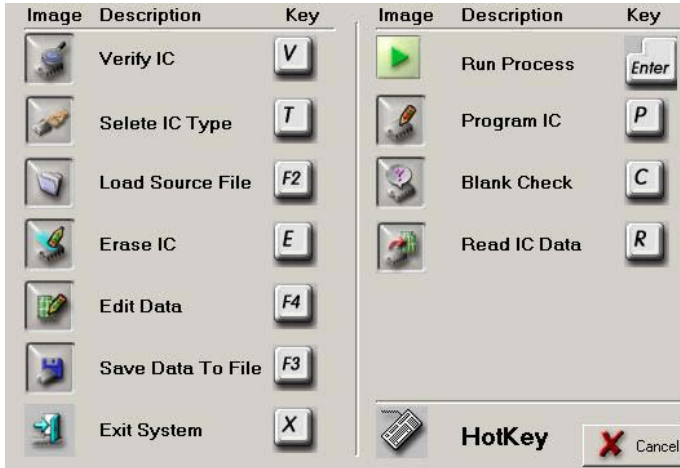 Image Description Key
Verify IC V
Selete IC Type T
Load Source File F2
Erase IC E
Edit Data F4
Save Data To File F3
Exit System X
Image Description Key
Run Process Enter
Program IC P
Blank Check C
Read IC Data R
HotKey
Cancel